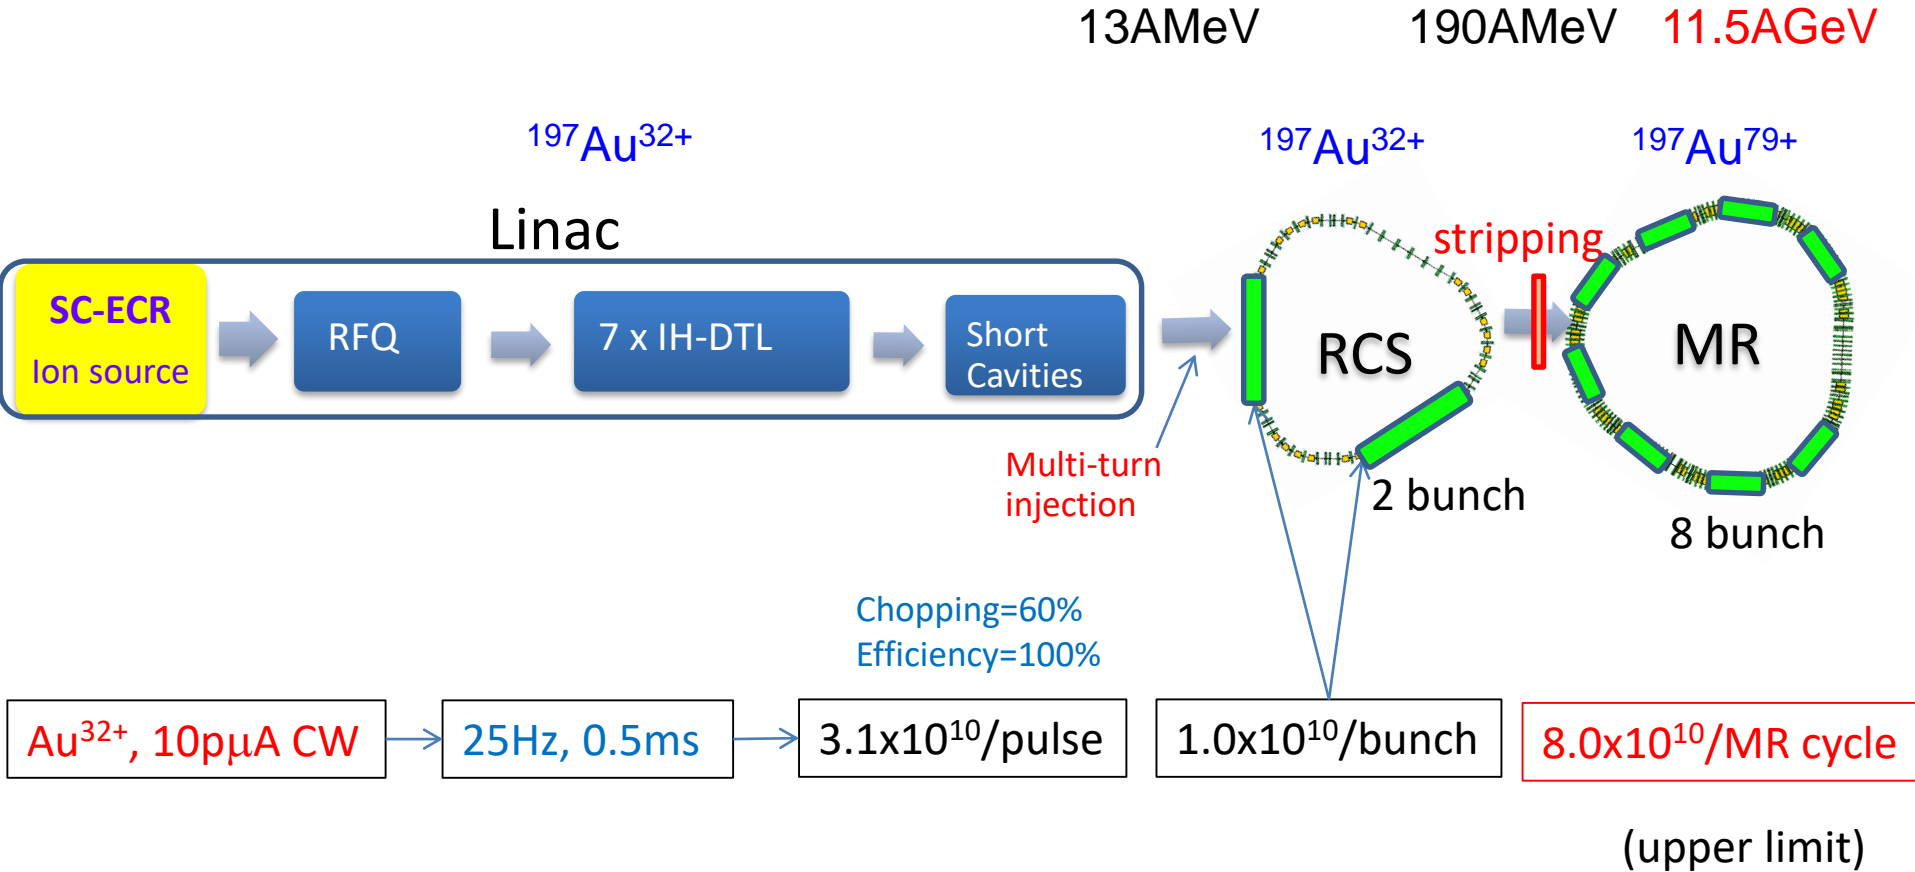 13AMeV 190AMeV 11.5AGeV
¹⁹⁷Au³²⁺ ¹⁹⁷Au³²⁺ ¹⁹⁷Au⁷⁹⁺
Linac
stripping
SC-ECR
Ion source
RFQ
7 x IH-DTL
Short
Cavities
RCS
MR
Multi-turn
injection
2 bunch
8 bunch
Chopping=60%
Efficiency=100%
Au³²⁺, 10pμA CW
25Hz, 0.5ms
3.1x10¹⁰/pulse
1.0x10¹⁰/bunch
8.0x10¹⁰/MR cycle
(upper limit)